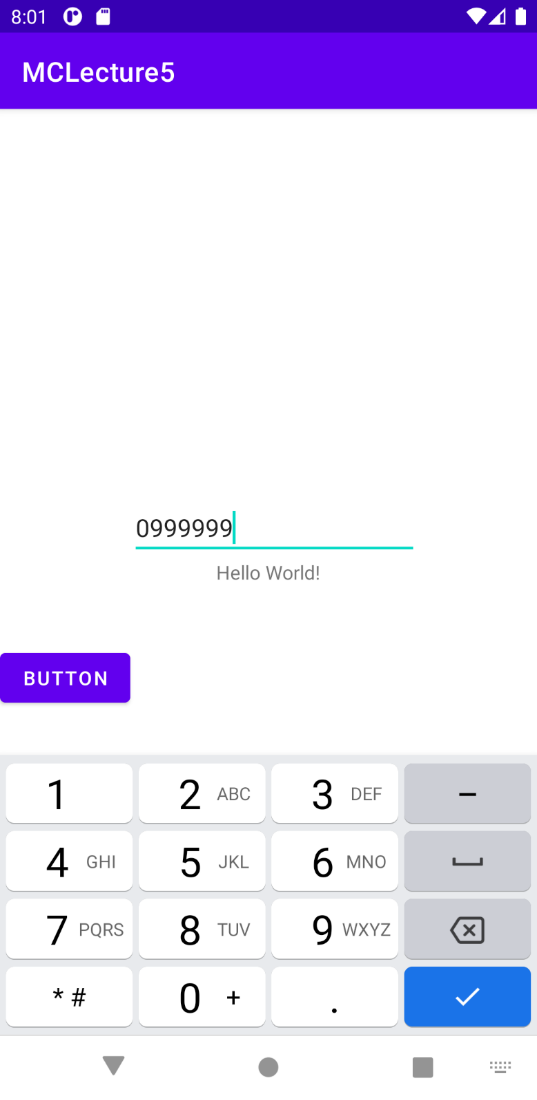 8:01
MCLecture5
0999999
Hello World!
BUTTON
1 2 ABC 3 DEF –
4 GHI 5 JKL 6 MNO
7 PQRS 8 TUV 9 WXYZ
* # 0 + .